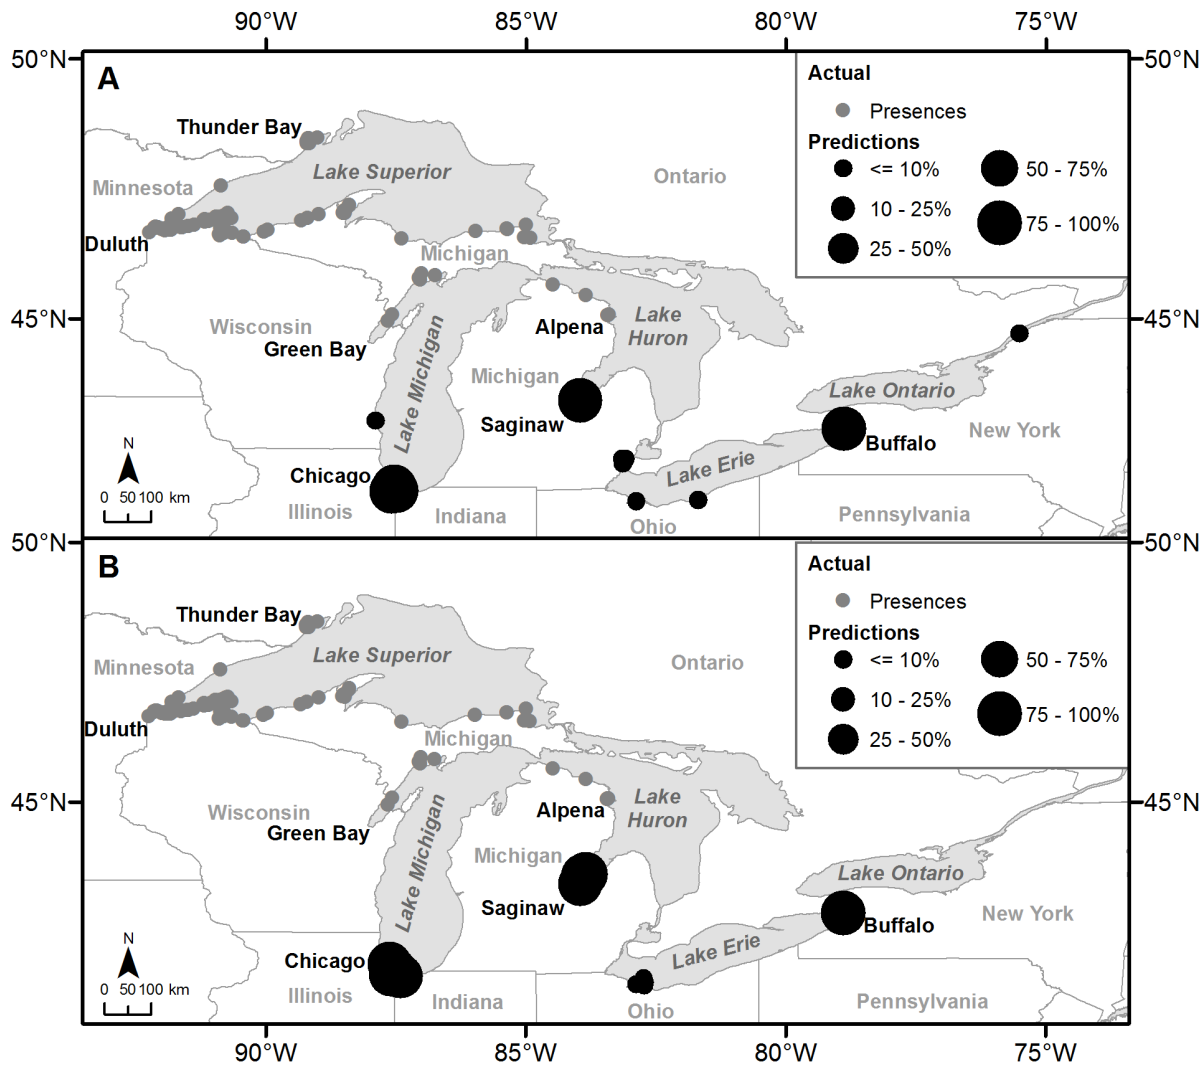 90°W 85°W 80°W 75°W
50°N 50°N
A
Actual
Presences
Predictions
<= 10% 50 - 75%
10 - 25% 75 - 100%
25 - 50%
Thunder Bay
Lake Superior
Minnesota
Ontario
Duluth
Michigan
45°N 45°N
Wisconsin
Green Bay
Alpena
Lake
Huron
Lake Michigan
Michigan
Saginaw
Lake Ontario
New York
Buffalo
Lake Erie
N
0 50 100 km
Chicago
Illinois
Indiana
Ohio
Pennsylvania
50°N 50°N
B
Actual
Presences
Predictions
<= 10% 50 - 75%
10 - 25% 75 - 100%
25 - 50%
Thunder Bay
Lake Superior
Minnesota
Ontario
Duluth
Michigan
45°N 45°N
Wisconsin
Green Bay
Alpena
Lake
Huron
Lake Michigan
Michigan
Saginaw
Lake Ontario
New York
Buffalo
Lake Erie
N
0 50 100 km
Chicago
Illinois
Indiana
Ohio
Pennsylvania
90°W 85°W 80°W 75°W